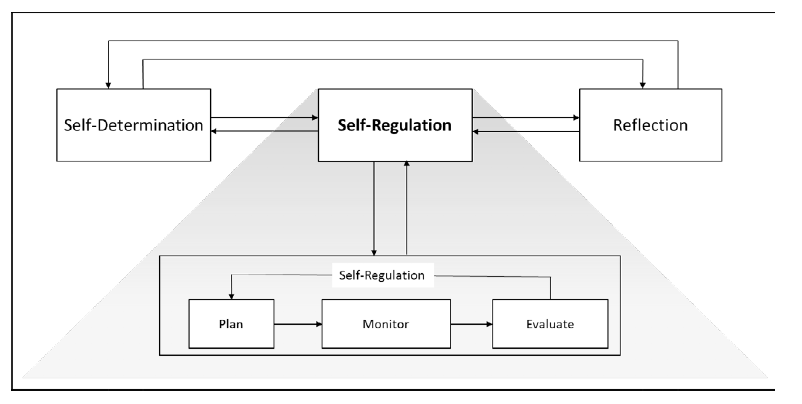 Self-Determination
Self-Regulation
Reflection
Self-Regulation
Plan
Monitor
Evaluate